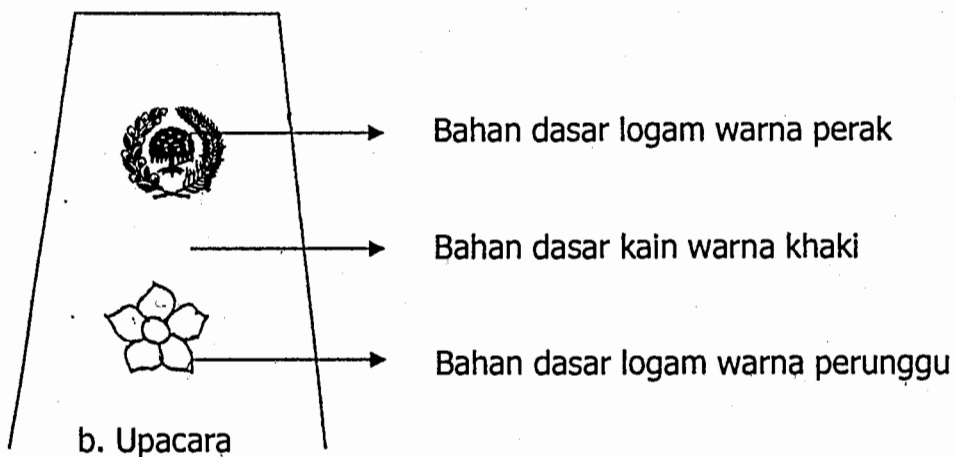 Bahan dasar logam warna perak
Bahan dasar kain warna khaki
Bahan dasar logam warna perunggu
b. Upacara